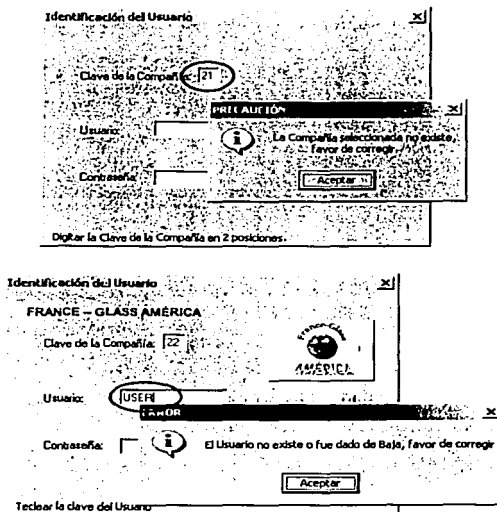 Identificación del Usuario
Clave de la Compañía: 21
PRECAUCIÓN
Usuario:
La Compañía seleccionada no existe,
favor de corregir.
Contraseña:
Aceptar
Digitar la Clave de la Compañía en 2 posiciones.
Identificación del Usuario
FRANCE – GLASS AMÉRICA
Clave de la Compañía: 22
AMÉRICA
Usuario: USER
ERROR
Contraseña:
El Usuario no existe o fue dado de Baja, favor de corregir
Aceptar
Teclear la clave del Usuario